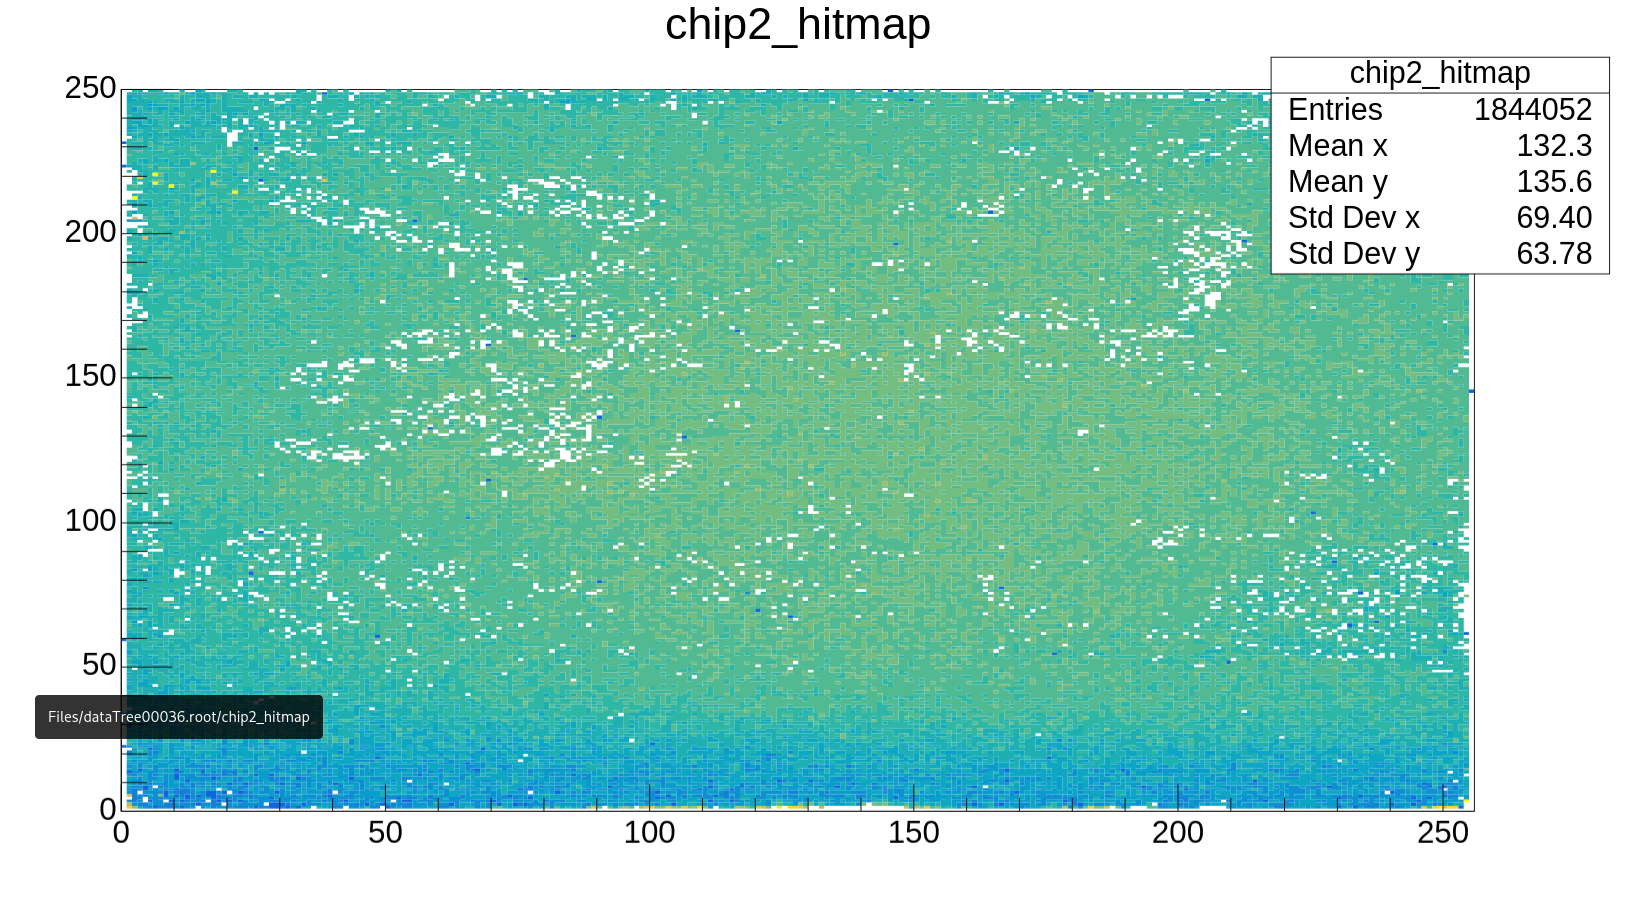 chip2_hitmap
chip2_hitmap
Entries 1844052
Mean x 132.3
Mean y 135.6
Std Dev x 69.40
Std Dev y 63.78
250
200
150
100
50
0
0 50 100 150 200 250
Files/dataTree00036.root/chip2_hitmap